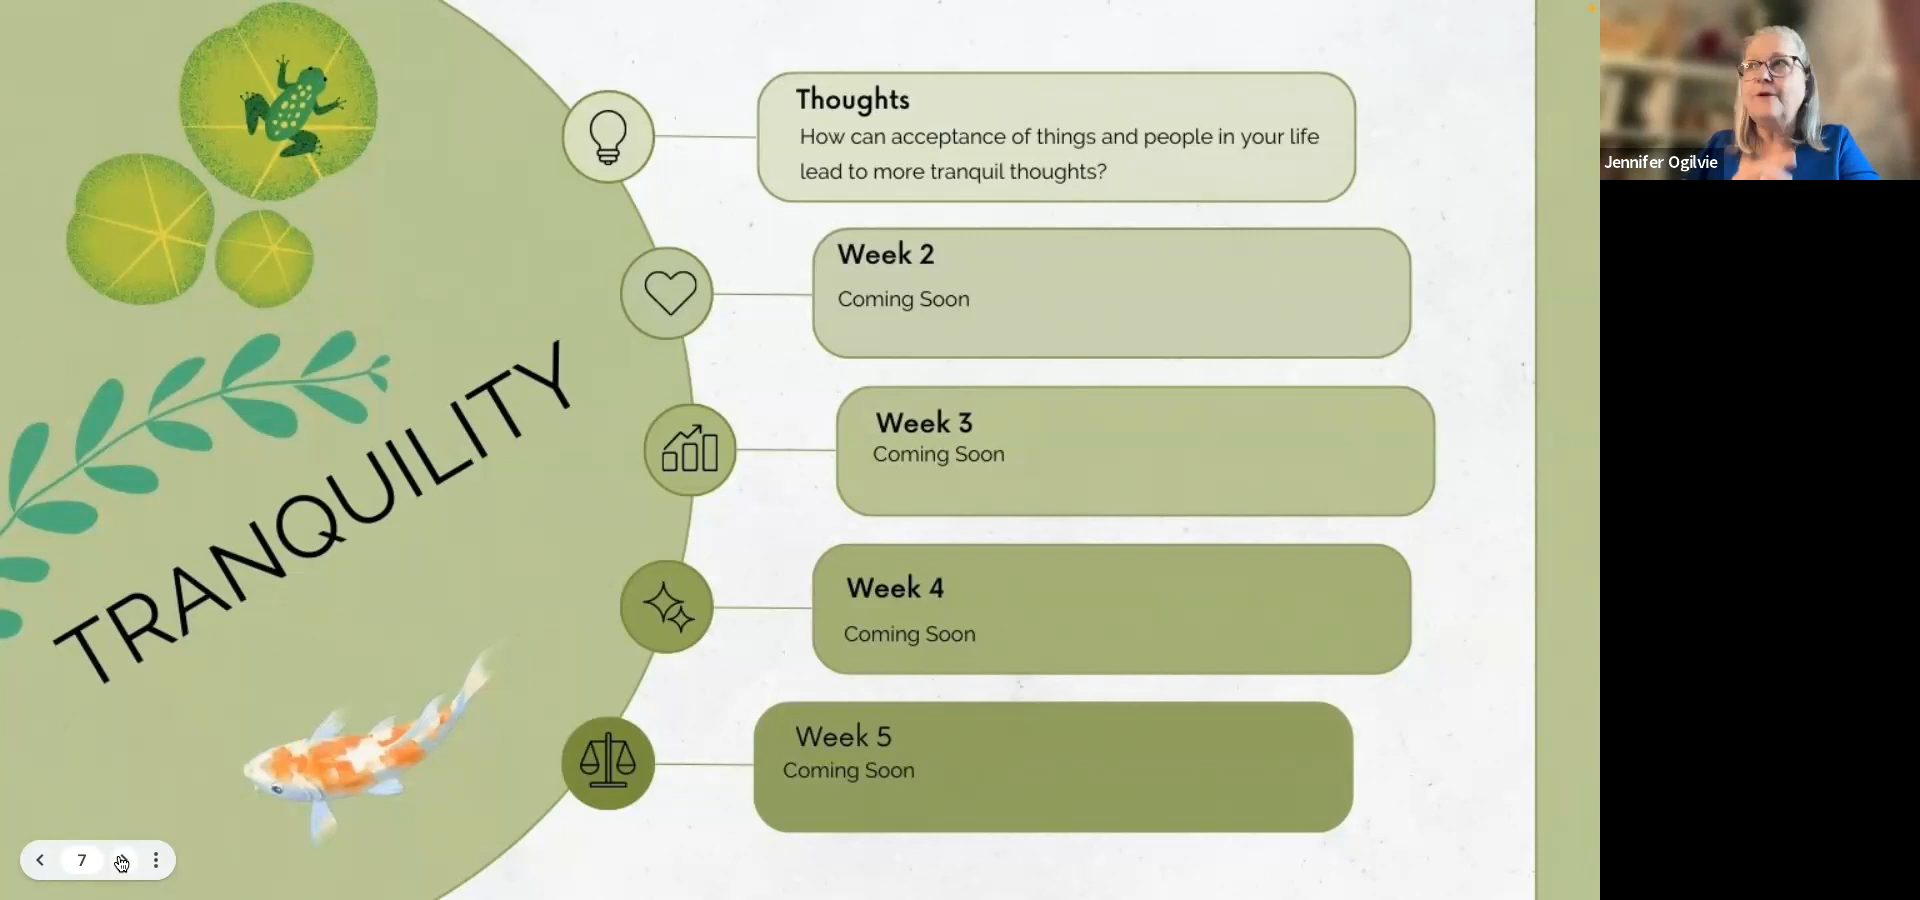 TRANQUILITY
Thoughts
How can acceptance of things and people in your life
lead to more tranquil thoughts?
Week 2
Coming Soon
Week 3
Coming Soon
Week 4
Coming Soon
Week 5
Coming Soon
7
Jennifer Ogilvie